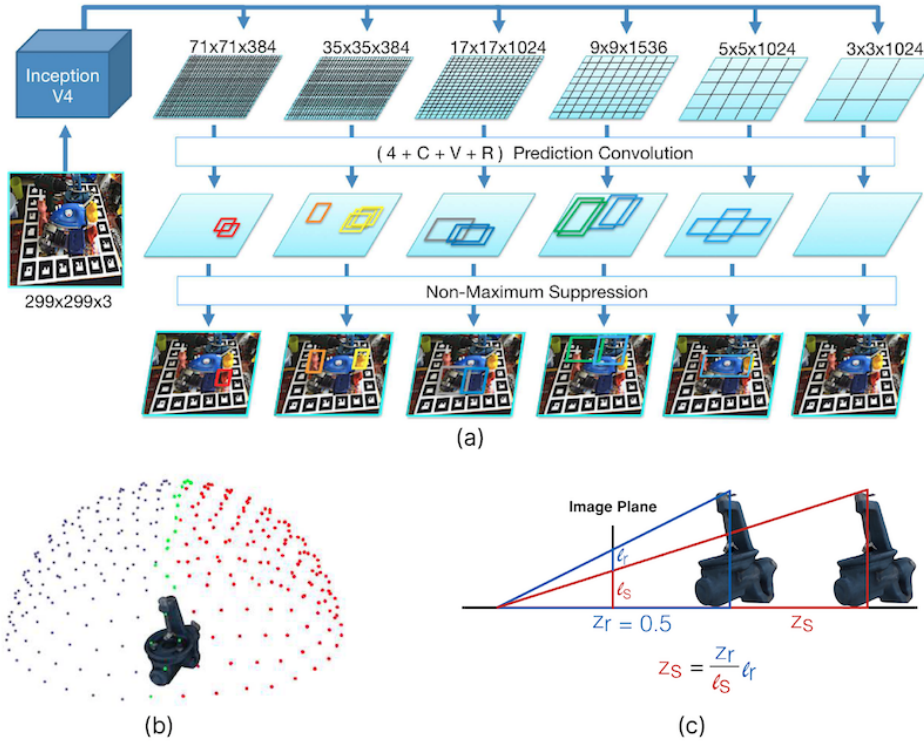 71x71x384 35x35x384 17x17x1024 9x9x1536 5x5x1024 3x3x1024
Inception
V4
( 4 + C + V + R ) Prediction Convolution
299x299x3
Non-Maximum Suppression
(a)
Image Plane
ℓr
ℓs
zr = 0.5 zs
zs = zr/ℓs ℓr
(b) (c)